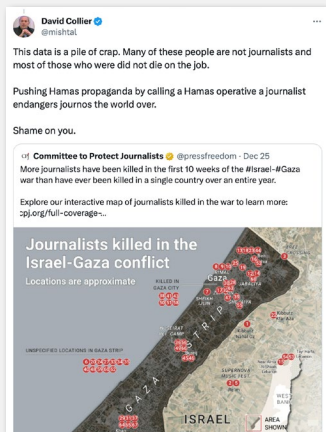 David Collier
@mishtal
This data is a pile of crap. Many of these people are not journalists and
most of those who were did not die on the job.
Pushing Hamas propaganda by calling a Hamas operative a journalist
endangers journos the world over.
Shame on you.
Committee to Protect Journalists @pressfreedom · Dec 25
More journalists have been killed in the first 10 weeks of the #Israel-#Gaza
war than have ever been killed in a single country over an entire year.
Explore our interactive map of journalists killed in the war to learn more:
cpj.org/full-coverage-...
Journalists killed in the
Israel-Gaza conflict
Locations are approximate
KILLED IN
GAZA CITY
Gaza
JABALIYA
UNSPECIFIED LOCATIONS IN GAZA STRIP
GAZA STRIP
SUPERNOVA
MUSIC FEST
WEST
BANK
ISRAEL
AREA
SHOWN